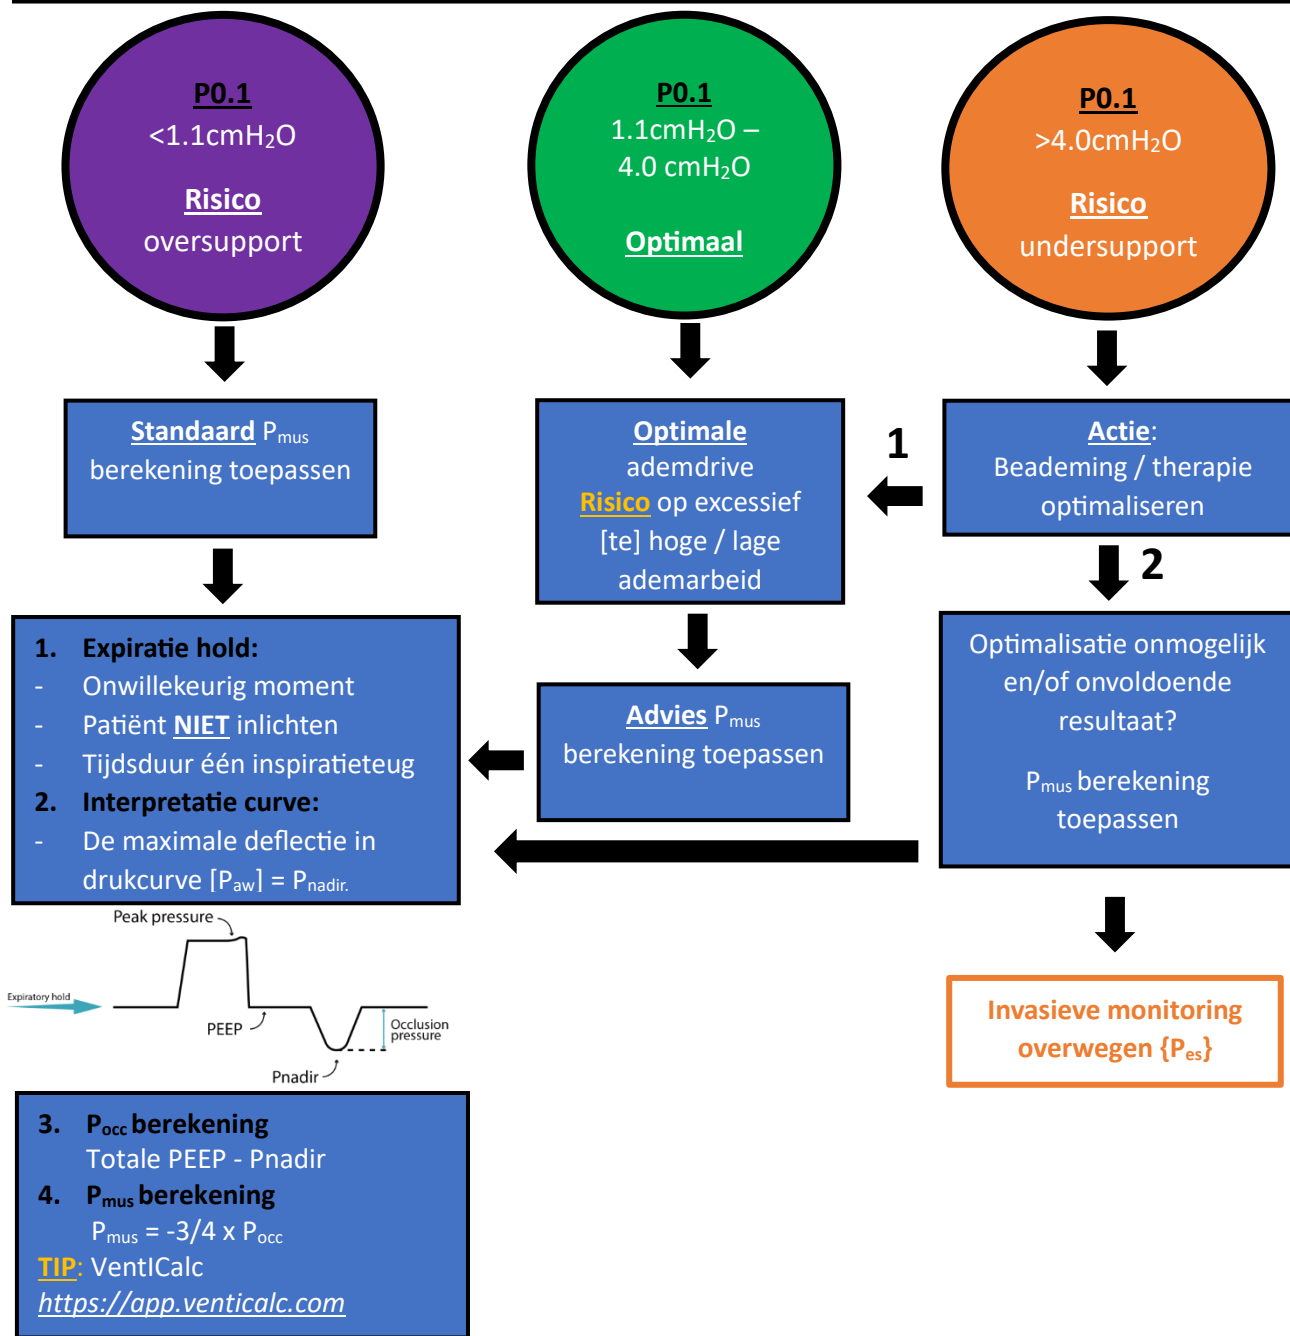 P0.1
<1.1cmH₂O
Risico
oversupport
P0.1
1.1cmH₂O –
4.0 cmH₂O
Optimaal
P0.1
>4.0cmH₂O
Risico
undersupport
Standaard Pmus
berekening toepassen
Optimale
ademdrive
Risico op excessief
[te] hoge / lage
ademarbeid
1
Actie:
Beademing / therapie
optimaliseren
2
1. Expiratie hold:
- Onwillekeurig moment
- Patiënt NIET inlichten
- Tijdsduur één inspiratieteug
2. Interpretatie curve:
- De maximale deflectie in
drukcurve [Paw] = Pnadir.
Advies Pmus
berekening toepassen
Optimalisatie onmogelijk
en/of onvoldoende
resultaat?
Pmus berekening
toepassen
Peak pressure
Expiratory hold
PEEP
Occlusion
pressure
Pnadir
Invasieve monitoring
overwegen {Pes}
3. Pocc berekening
Totale PEEP - Pnadir
4. Pmus berekening
Pmus = -3/4 x Pocc
TIP: VentICalc
https://app.venticalc.com